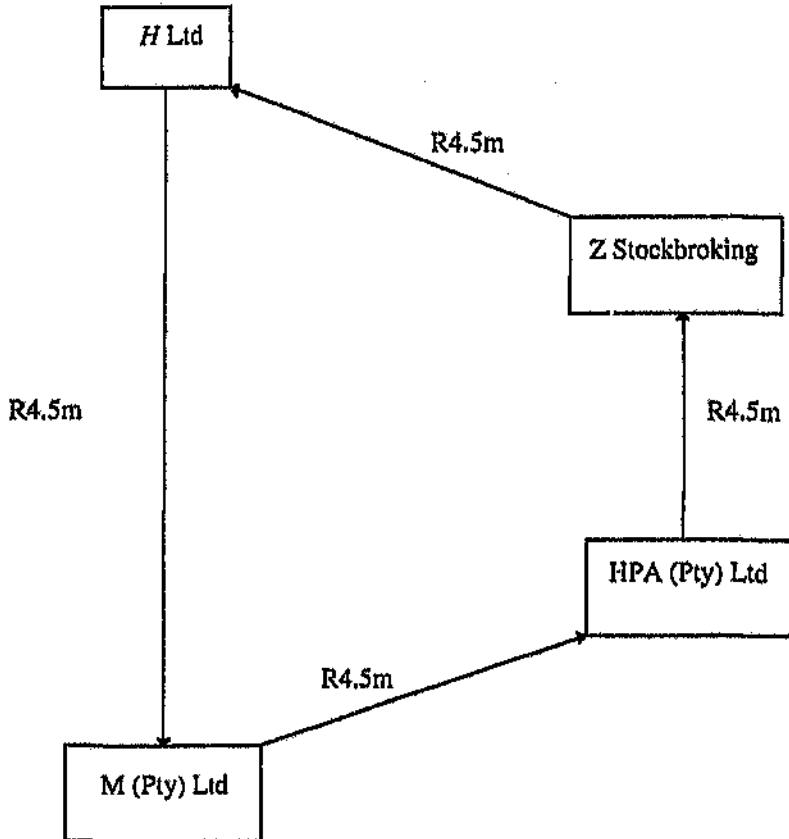 H Ltd
R4.5m
Z Stockbroking
R4.5m
R4.5m
HPA (Pty) Ltd
R4.5m
M (Pty) Ltd